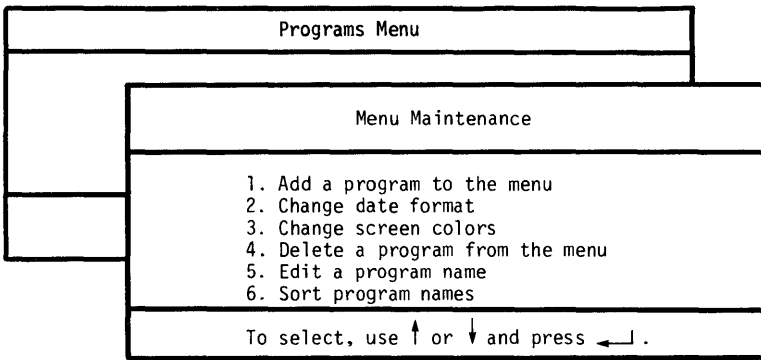 Programs Menu
Menu Maintenance
1. Add a program to the menu
2. Change date format
3. Change screen colors
4. Delete a program from the menu
5. Edit a program name
6. Sort program names
To select, use ↑ or ↓ and press ↵.